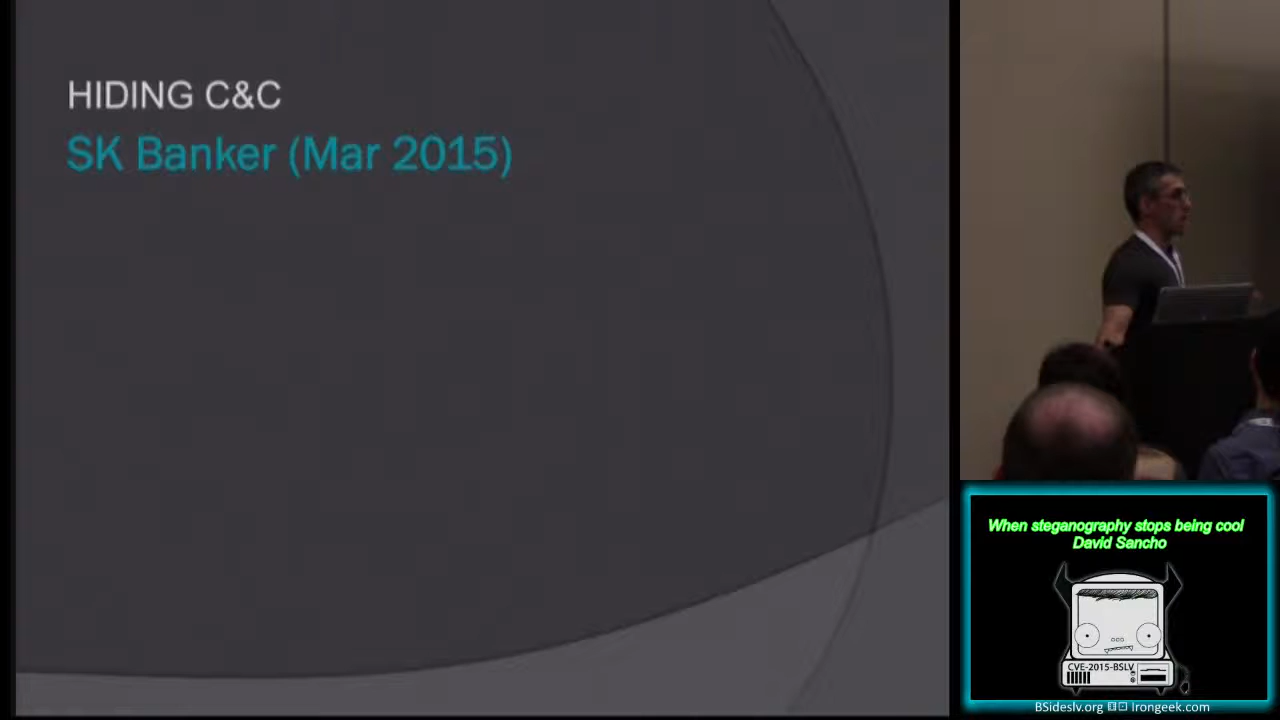 HIDING C&C
SK Banker (Mar 2015)
When steganography stops being cool
David Sancho
CVE-2015-BSLV
BSideslv.org Irongeek.com